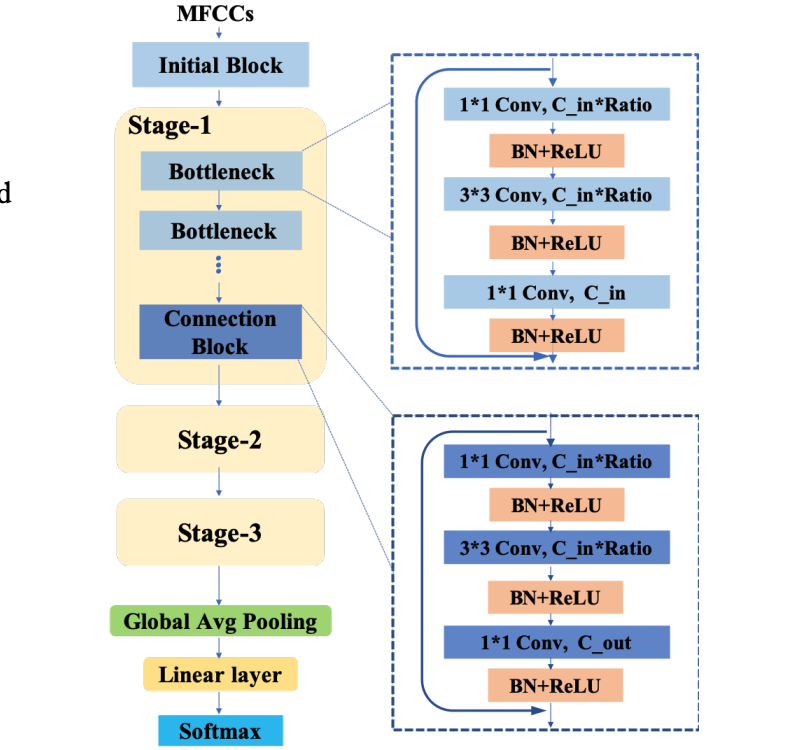 MFCCs
Initial Block
Stage-1
Bottleneck
Bottleneck
Connection
Block
Stage-2
Stage-3
Global Avg Pooling
Linear layer
Softmax
1*1 Conv, C_in*Ratio
BN+ReLU
3*3 Conv, C_in*Ratio
BN+ReLU
1*1 Conv, C_in
BN+ReLU
1*1 Conv, C_in*Ratio
BN+ReLU
3*3 Conv, C_in*Ratio
BN+ReLU
1*1 Conv, C_out
BN+ReLU
d